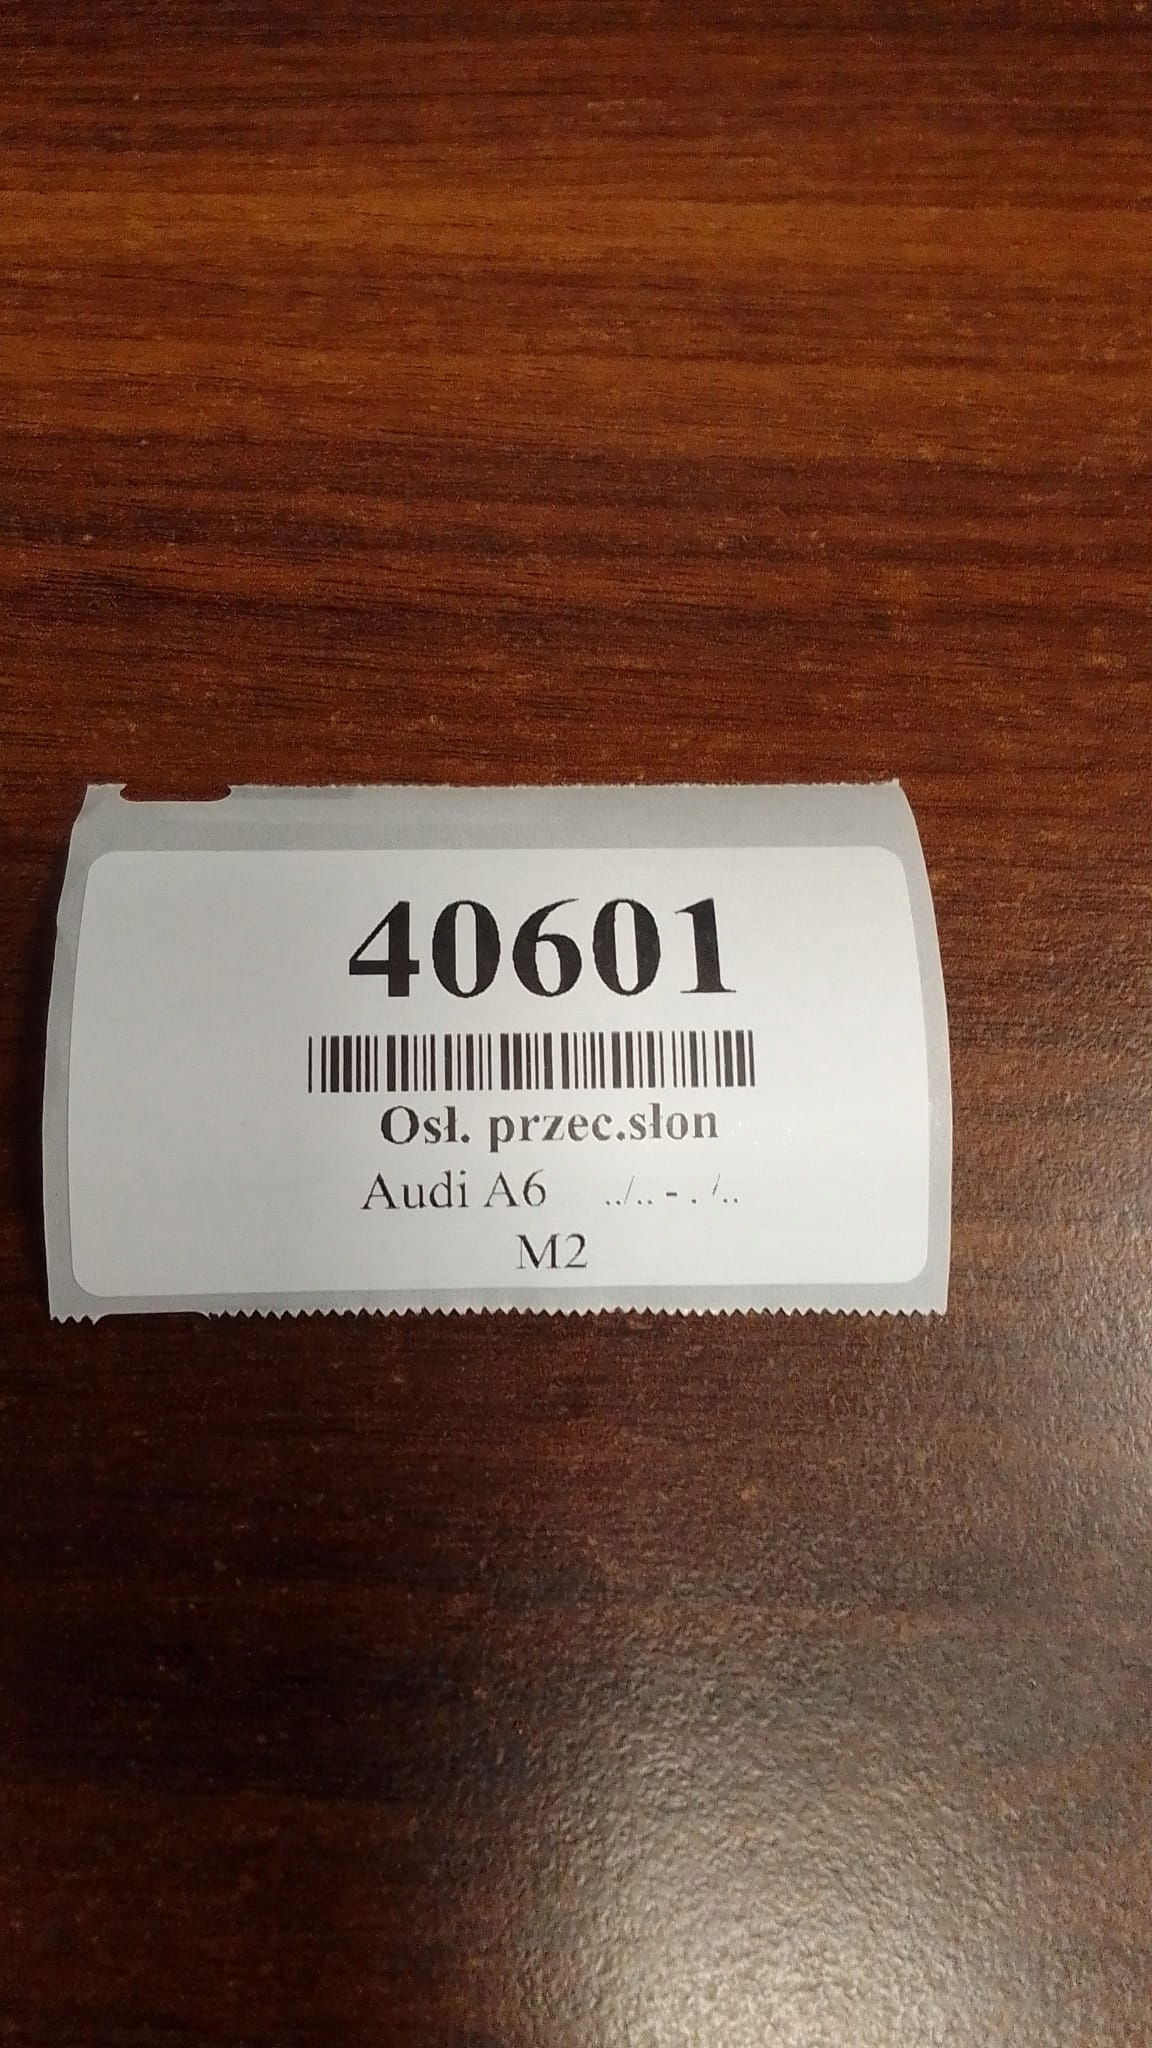 40601
Osł. przec.słon
Audi A6 ../.. - . /..
M2